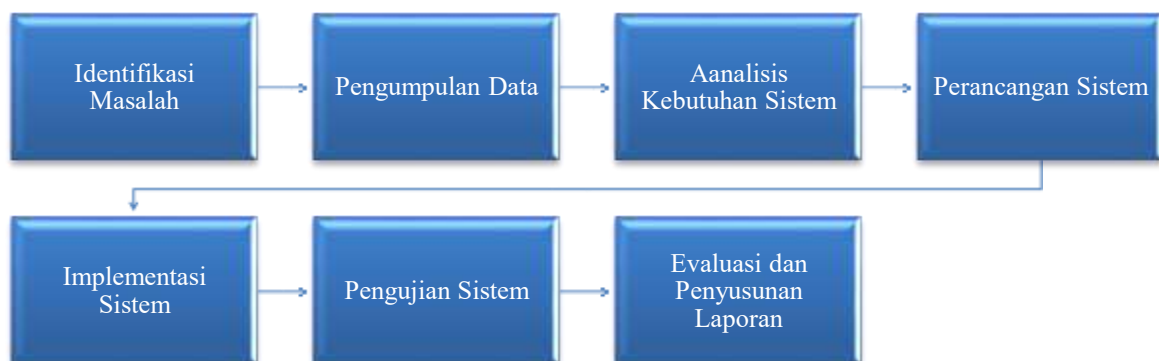 Identifikasi
Masalah
Pengumpulan Data
Aanalisis
Kebutuhan Sistem
Perancangan Sistem
Implementasi
Sistem
Pengujian Sistem
Evaluasi dan
Penyusunan
Laporan